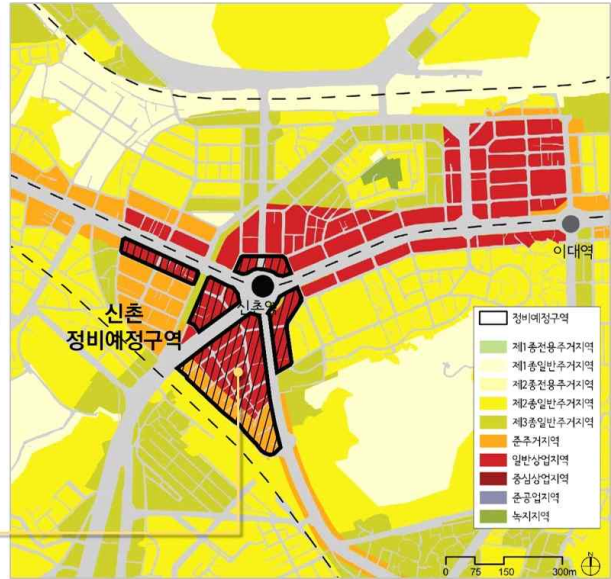 이대역
신촌역
신촌
정비예정구역
정비예정구역
제1종전용주거지역
제1종일반주거지역
제2종전용주거지역
제2종일반주거지역
제3종일반주거지역
준주거지역
일반상업지역
중심상업지역
준공업지역
녹지지역
N
0 75 150 300m